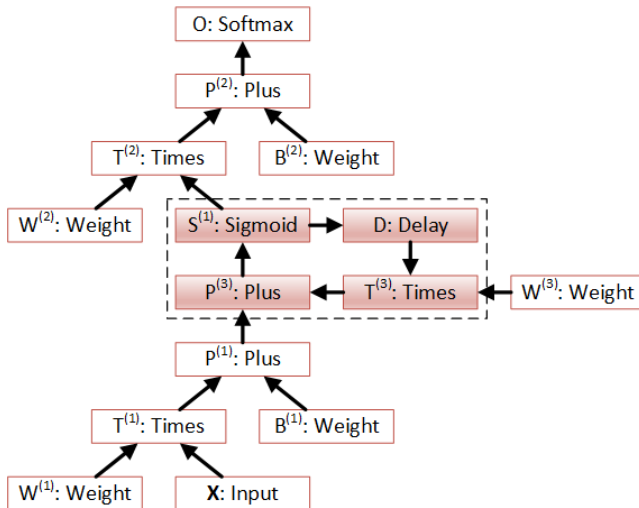 O: Softmax
P(2): Plus
T(2): Times
B(2): Weight
W(2): Weight
S(1): Sigmoid
D: Delay
P(3): Plus
T(3): Times
W(3): Weight
P(1): Plus
T(1): Times
B(1): Weight
W(1): Weight
X: Input